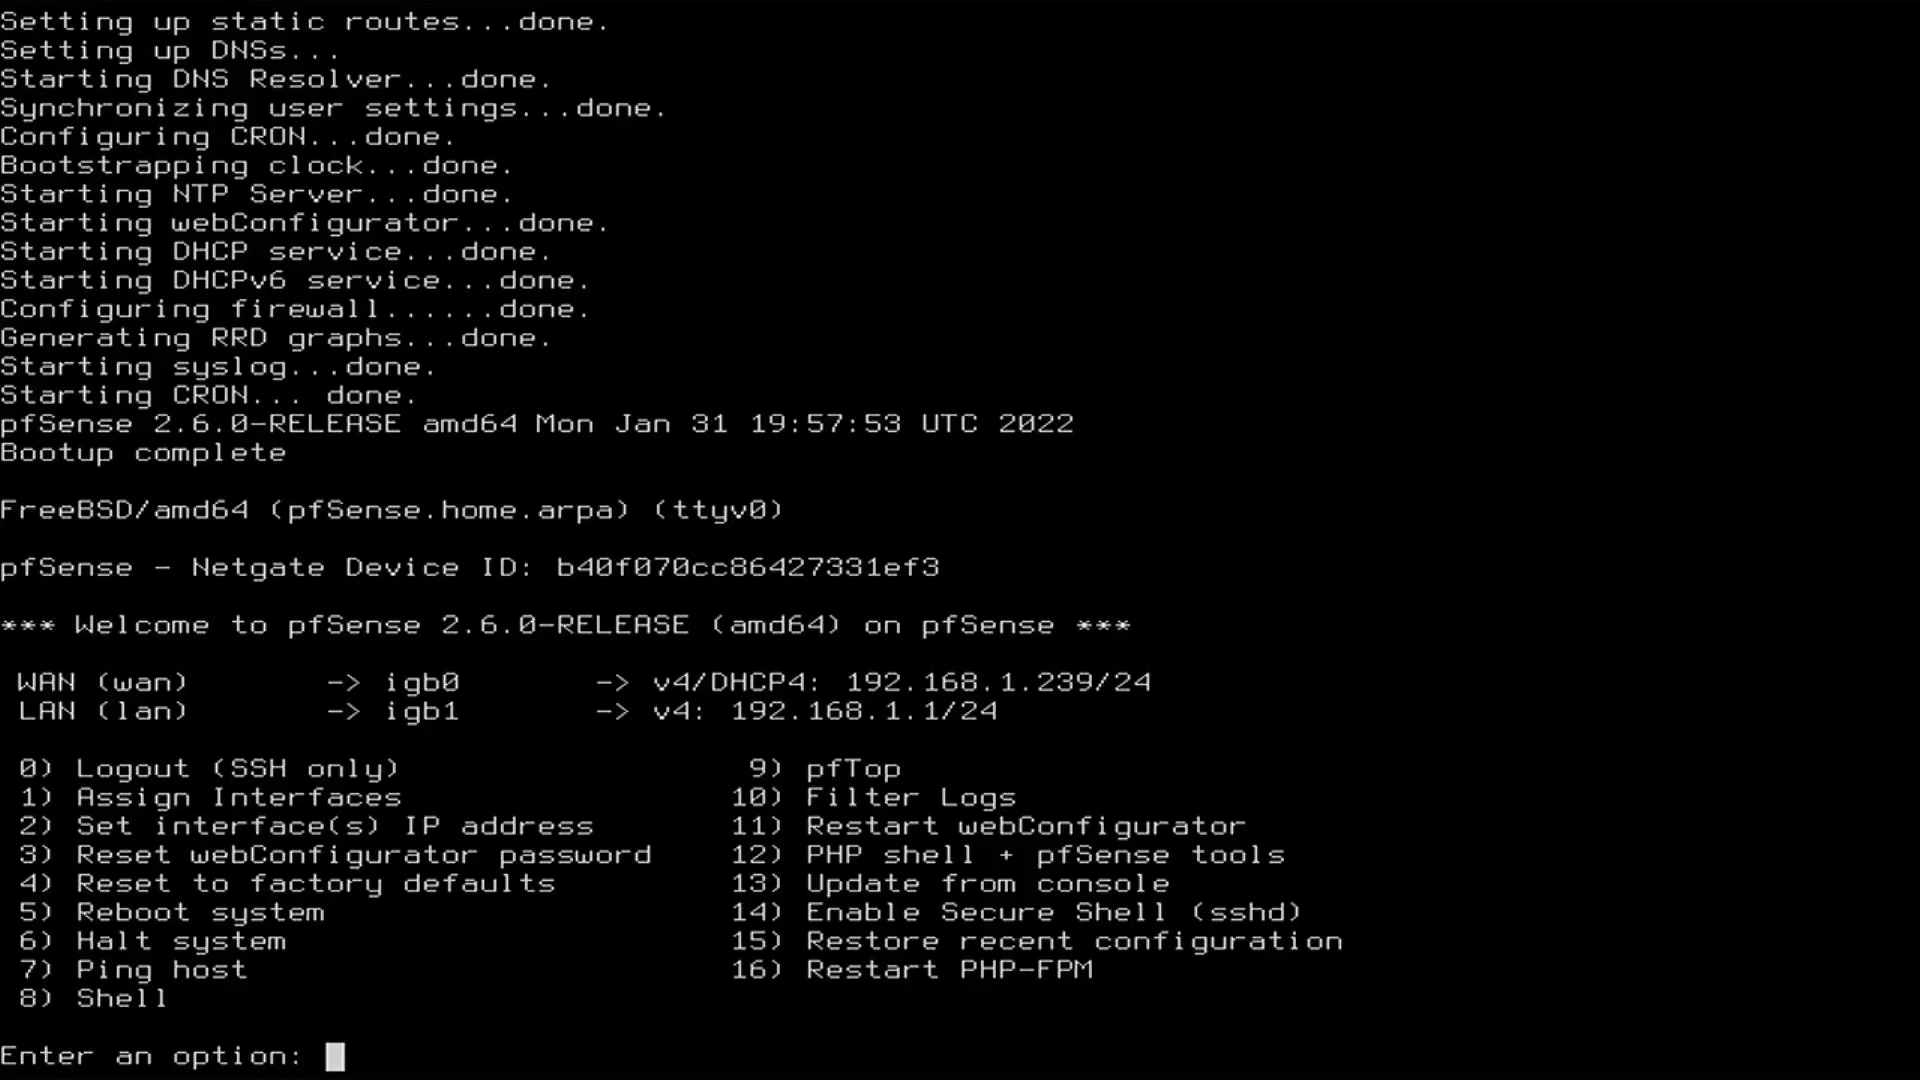 Setting up static routes...done.
Setting up DNSs...
Starting DNS Resolver...done.
Synchronizing user settings...done.
Configuring CRON...done.
Bootstrapping clock...done.
Starting NTP Server...done.
Starting webConfigurator...done.
Starting DHCP service...done.
Starting DHCPv6 service...done.
Configuring firewall......done.
Generating RRD graphs...done.
Starting syslog...done.
Starting CRON... done.
pfSense 2.6.0-RELEASE amd64 Mon Jan 31 19:57:53 UTC 2022
Bootup complete
FreeBSD/amd64 (pfSense.home.arpa) (ttyv0)
pfSense - Netgate Device ID: b40f070cc86427331ef3
*** Welcome to pfSense 2.6.0-RELEASE (amd64) on pfSense ***
WAN (wan) -> igb0 -> v4/DHCP4: 192.168.1.239/24
LAN (lan) -> igb1 -> v4: 192.168.1.1/24
0) Logout (SSH only) 9) pfTop
1) Assign Interfaces 10) Filter Logs
2) Set interface(s) IP address 11) Restart webConfigurator
3) Reset webConfigurator password 12) PHP shell + pfSense tools
4) Reset to factory defaults 13) Update from console
5) Reboot system 14) Enable Secure Shell (sshd)
6) Halt system 15) Restore recent configuration
7) Ping host 16) Restart PHP-FPM
8) Shell
Enter an option: